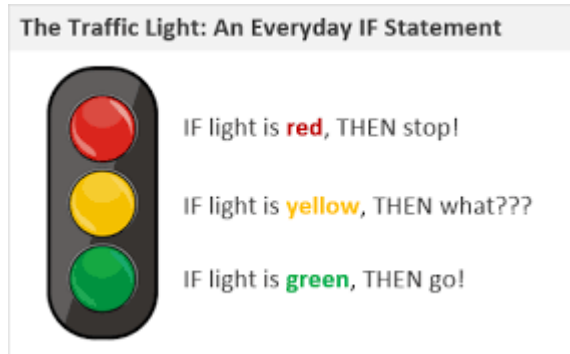 The Traffic Light: An Everyday IF Statement
IF light is red, THEN stop!
IF light is yellow, THEN what???
IF light is green, THEN go!